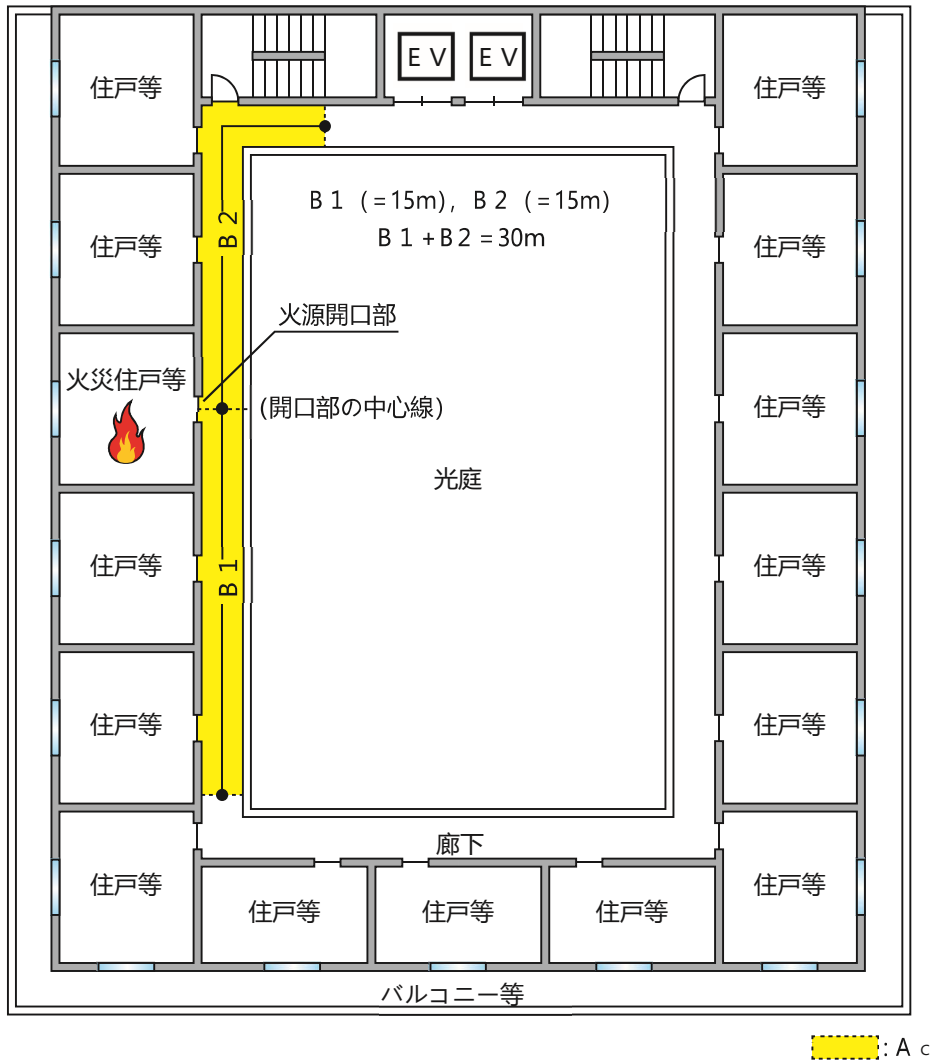 ＥＶ ＥＶ
住戸等 住戸等
Ｂ１（=15m），Ｂ２（=15m）
Ｂ１+Ｂ２=30m
Ｂ２
住戸等 住戸等
火源開口部
火災住戸等
(開口部の中心線)
住戸等
光庭
住戸等 住戸等
Ｂ１
住戸等 住戸等
廊下
住戸等 住戸等
住戸等 住戸等 住戸等
バルコニー等
：Ａｃ